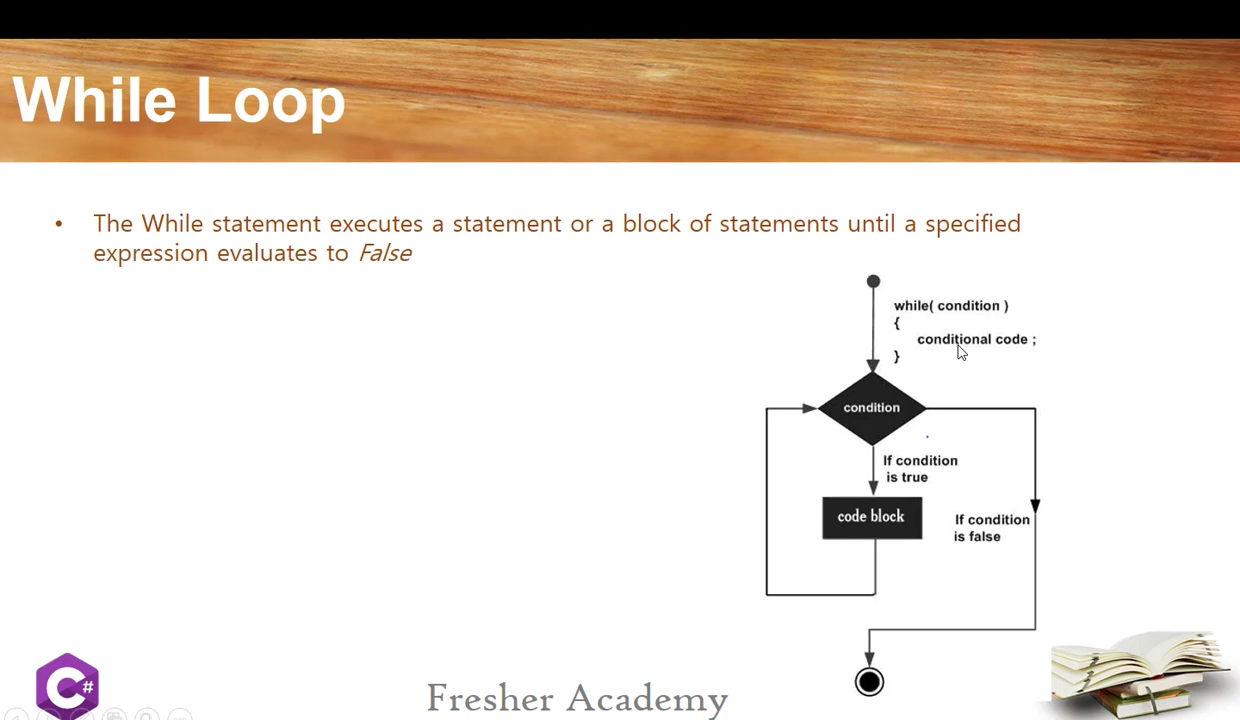 While Loop
• The While statement executes a statement or a block of statements until a specified
expression evaluates to False
while( condition )
{
conditional code ;
}
condition
If condition
is true
code block
If condition
is false
C#
Fresher Academy